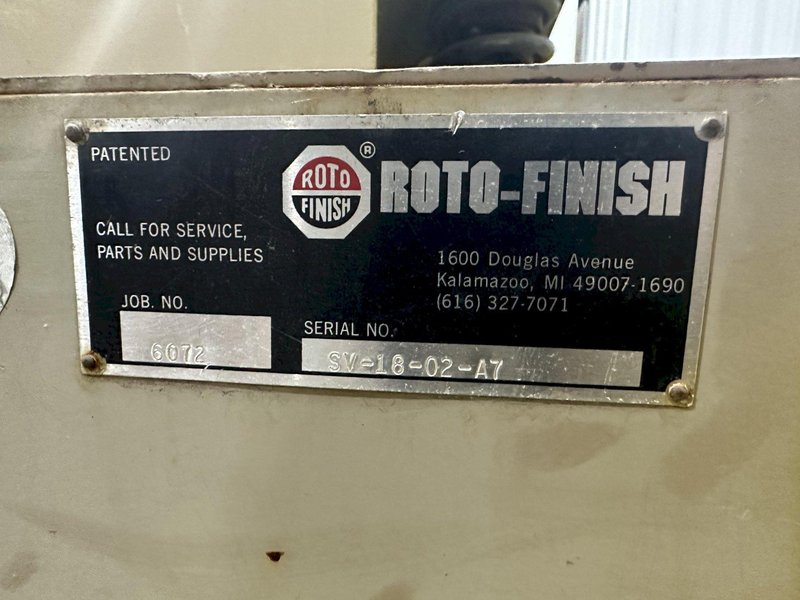 PATENTED
ROTO
FINISH
®
ROTO-FINISH
CALL FOR SERVICE,
PARTS AND SUPPLIES
1600 Douglas Avenue
Kalamazoo, MI 49007-1690
(616) 327-7071
JOB. NO.
6072
SERIAL NO.
SV-18-02-A7